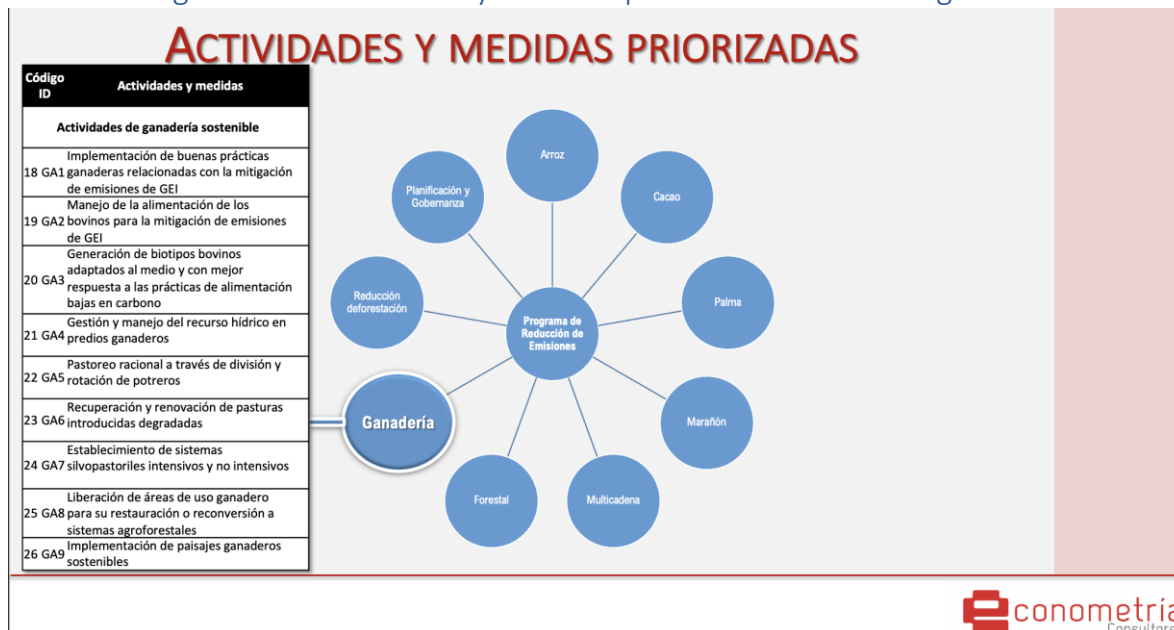 ACTIVIDADES Y MEDIDAS PRIORIZADAS
Código
ID
Actividades y medidas
Actividades de ganadería sostenible
18 GA1
Implementación de buenas prácticas
ganaderas relacionadas con la mitigación
de emisiones de GEI
19 GA2
Manejo de la alimentación de los
bovinos para la mitigación de emisiones
de GEI
20 GA3
Generación de biotipos bovinos
adaptados al medio y con mejor
respuesta a las prácticas de alimentación
bajas en carbono
21 GA4
Gestión y manejo del recurso hídrico en
predios ganaderos
22 GA5
Pastoreo racional a través de división y
rotación de potreros
23 GA6
Recuperación y renovación de pasturas
introducidas degradadas
24 GA7
Establecimiento de sistemas
silvopastoriles intensivos y no intensivos
25 GA8
Liberación de áreas de uso ganadero
para su restauración o reconversión a
sistemas agroforestales
26 GA9
Implementación de paisajes ganaderos
sostenibles
Arroz
Cacao
Palma
Marañón
Multicadena
Forestal
Ganadería
Reducción
deforestación
Planificación y
Gobernanza
Programa de
Reducción de
Emisiones
econometría